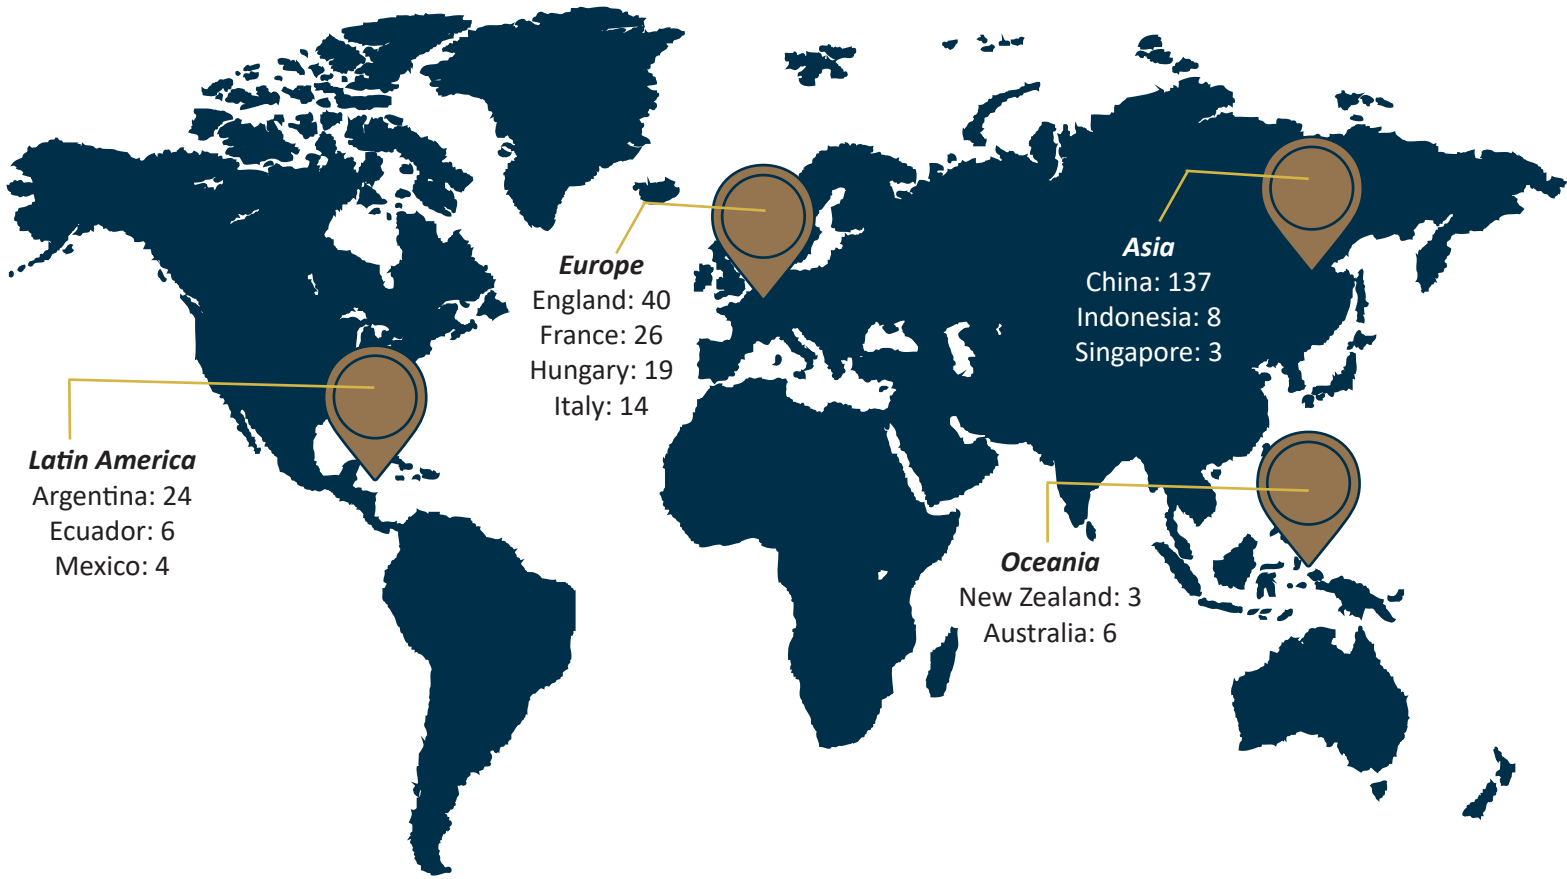 Europe
England: 40
France: 26
Hungary: 19
Italy: 14
Asia
China: 137
Indonesia: 8
Singapore: 3
Latin America
Argentina: 24
Ecuador: 6
Mexico: 4
Oceania
New Zealand: 3
Australia: 6